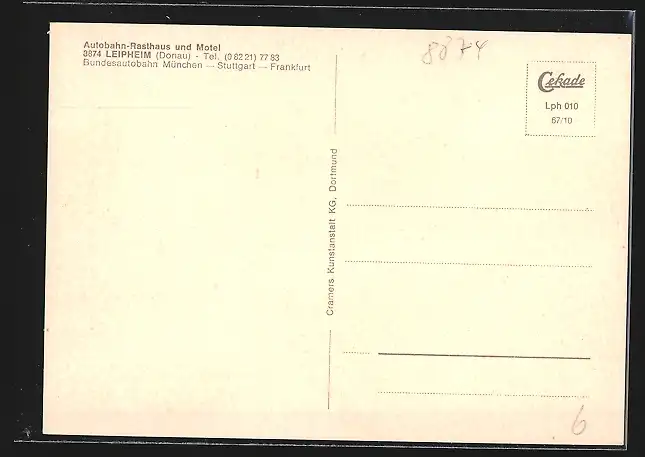 Autobahn-Rasthaus und Motel
8874 LEIPHEIM (Donau) - Tel. (0 82 21) 77 83
Bundesautobahn München — Stuttgart — Frankfurt
8874
Cekade
Lph 010
67/10
Cramers Kunstanstalt KG, Dortmund
6